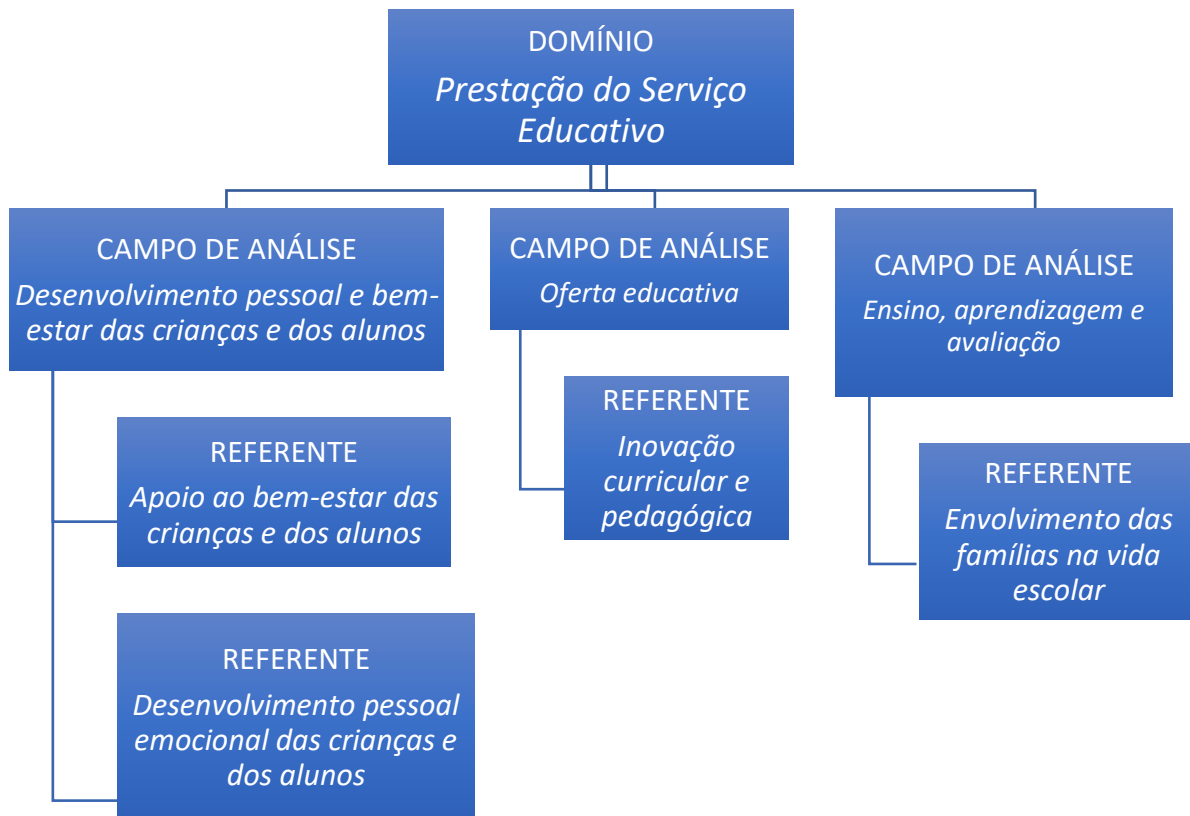 DOMÍNIO
Prestação do Serviço
Educativo
CAMPO DE ANÁLISE
Desenvolvimento pessoal e bem-
estar das crianças e dos alunos
REFERENTE
Apoio ao bem-estar das
crianças e dos alunos
REFERENTE
Desenvolvimento pessoal
emocional das crianças e
dos alunos
CAMPO DE ANÁLISE
Oferta educativa
REFERENTE
Inovação
curricular e
pedagógica
CAMPO DE ANÁLISE
Ensino, aprendizagem e
avaliação
REFERENTE
Envolvimento das
famílias na vida
escolar